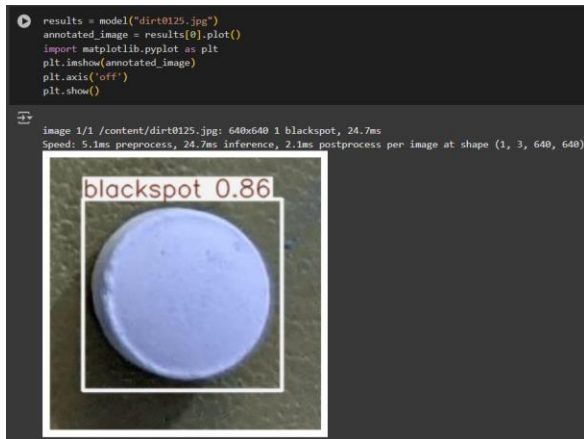 results = model("dirt0125.jpg")
annotated_image = results[0].plot()
import matplotlib.pyplot as plt
plt.imshow(annotated_image)
plt.axis('off')
plt.show()
image 1/1 /content/dirt0125.jpg: 640x640 1 blackspot, 24.7ms
Speed: 5.1ms preprocess, 24.7ms inference, 2.1ms postprocess per image at shape (1, 3, 640, 640)
blackspot 0.86